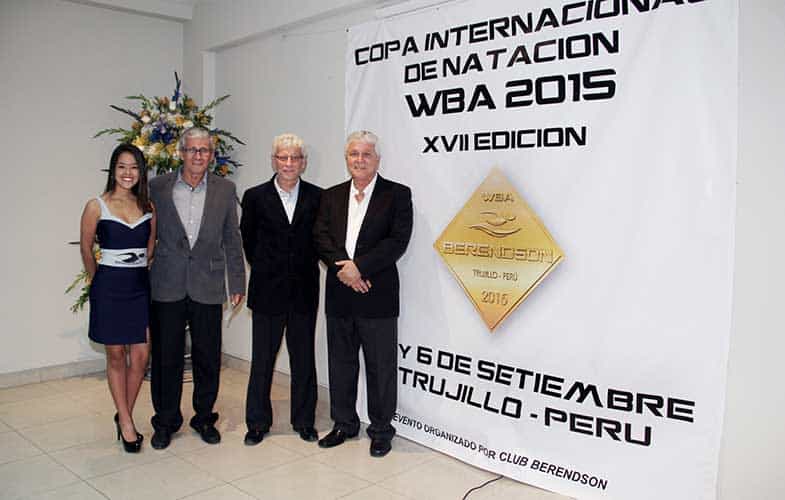 COPA INTERNACIONAL
DE NATACION
WBA 2015
XVII EDICION
WBA
BERENDSON
TRUJILLO - PERÚ
2015
Y 6 DE SETIEMBRE
TRUJILLO - PERU
EVENTO ORGANIZADO POR CLUB BERENDSON